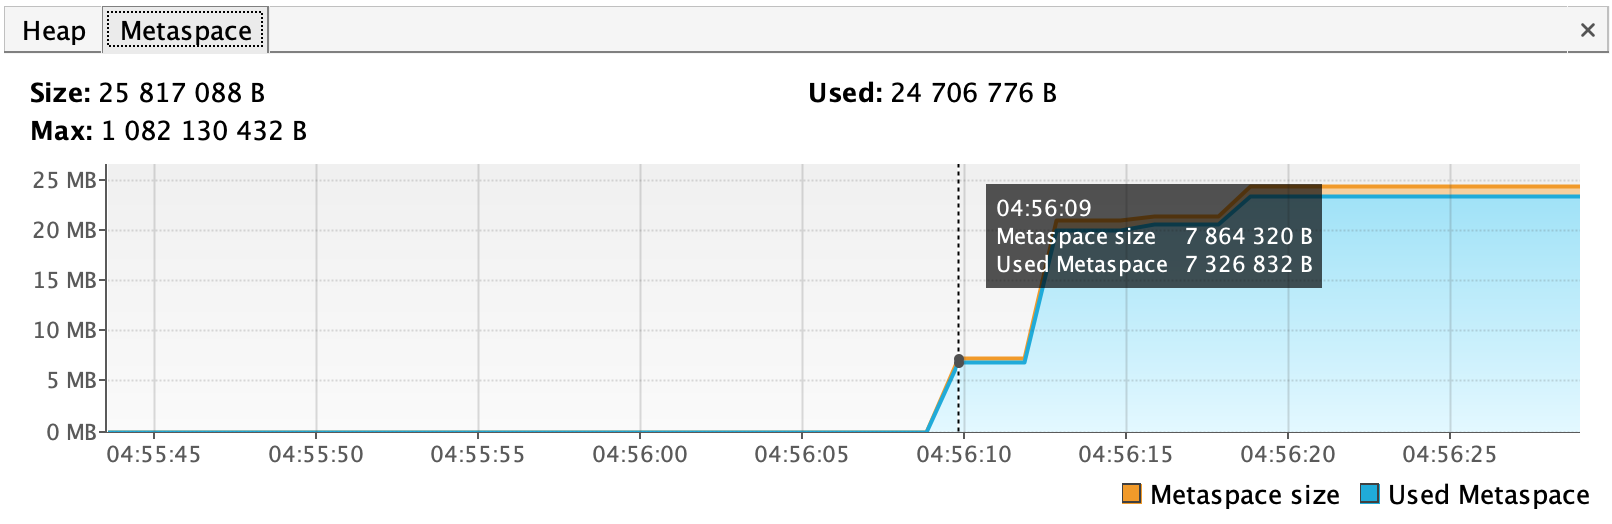 Heap Metaspace ×
Size: 25 817 088 B Used: 24 706 776 B
Max: 1 082 130 432 B
25 MB
20 MB
15 MB
10 MB
5 MB
0 MB
04:56:09
Metaspace size 7 864 320 B
Used Metaspace 7 326 832 B
04:55:45 04:55:50 04:55:55 04:56:00 04:56:05 04:56:10 04:56:15 04:56:20 04:56:25
Metaspace size Used Metaspace